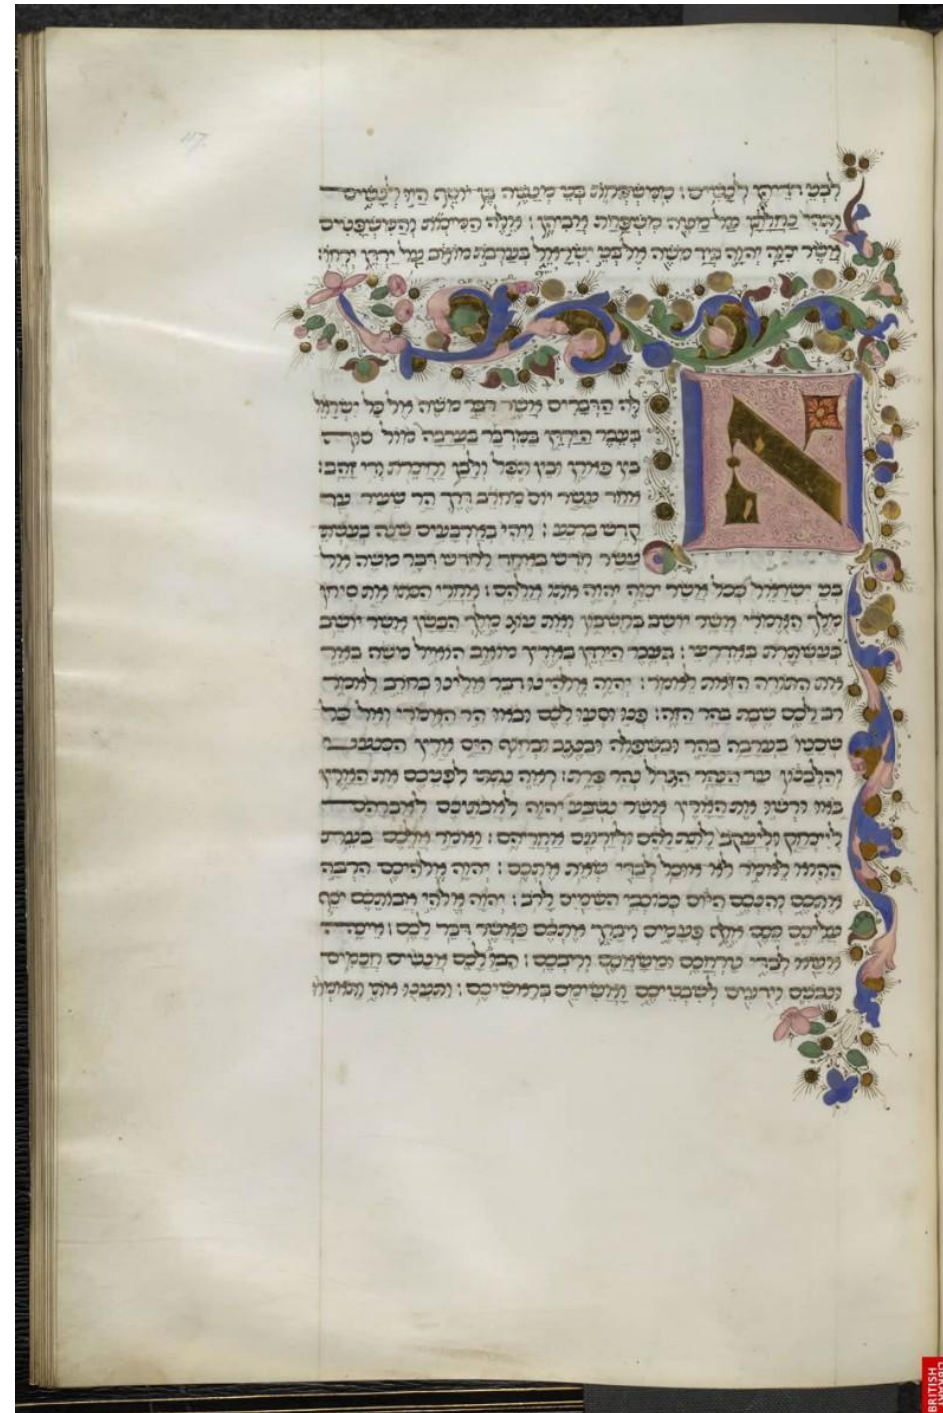 לבני דדיהן לנשים: ממשפחת בני מנשה בן יוסף היו לנשים
ותהי נחלתן על מטה משפחת אביהן: אלה המצות והמשפטים
אשר צוה יהוה ביד משה אל בני ישראל בערבת מואב על ירדן ירחו:
א
לה הדברים אשר דבר משה אל כל ישראל
בעבר הירדן במדבר בערבה מול סוף
בין פארן ובין תפל ולבן וחצרת ודי זהב:
אחד עשר יום מחרב דרך הר שעיר עד
קדש ברנע: ויהי בארבעים שנה בעשתי
עשר חדש באחד לחדש דבר משה אל
בני ישראל ככל אשר צוה יהוה אתו אלהם: אחרי הכתו את סיחן
מלך האמרי אשר יושב בחשבון ואת עוג מלך הבשן אשר יושב
בעשתרת באדרעי: בעבר הירדן בארץ מואב הואיל משה באר
את התורה הזאת לאמר: יהוה אלהינו דבר אלינו בחרב לאמר
רב לכם שבת בהר הזה: פנו וסעו לכם ובאו הר האמרי ואל כל
שכניו בערבה בהר ובשפלה ובנגב ובחוף הים ארץ הכנעני
והלבנון עד הנהר הגדל נהר פרת: ראה נתתי לפניכם את הארץ
באו ורשו את הארץ אשר נשבע יהוה לאבתיכם לאברהם
ליצחק וליעקב לתת להם ולזרעם אחריהם: ואמר אלכם בעת
ההוא לאמר לא אוכל לבדי שאת אתכם: יהוה אלהיכם הרבה
אתכם והנכם היום ככוכבי השמים לרב: יהוה אלהי אבותכם יסף
עליכם ככם אלף פעמים ויברך אתכם כאשר דבר לכם: איכה
אשא לבדי טרחכם ומשאכם וריבכם: הבו לכם אנשים חכמים
ונבנים וידעים לשבטיכם ואשימם בראשיכם: ותענו אתי ותאמרו
BRITISH